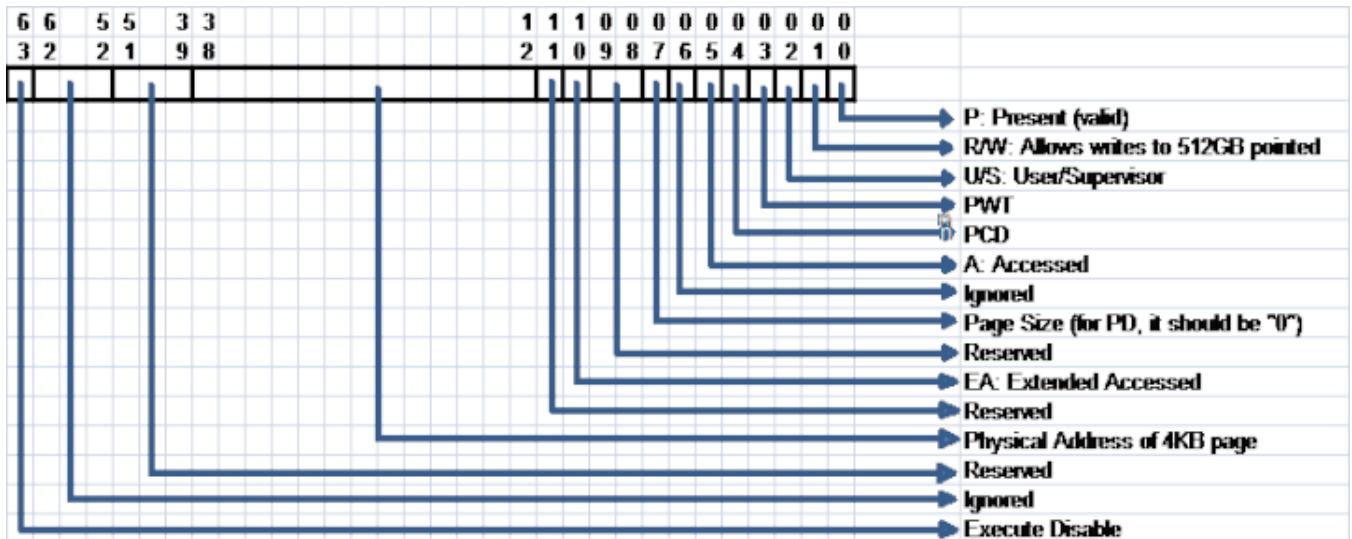 6 6 5 5 3 3 1 1 1 0 0 0 0 0 0 0 0 0 0
3 2 2 1 9 8 2 1 0 9 8 7 6 5 4 3 2 1 0
P: Present (valid)
R/W: Allows writes to 512GB pointed
U/S: User/Supervisor
PWT
PCD
A: Accessed
Ignored
Page Size (for PD, it should be "0")
Reserved
EA: Extended Accessed
Reserved
Physical Address of 4KB page
Reserved
Ignored
Execute Disable